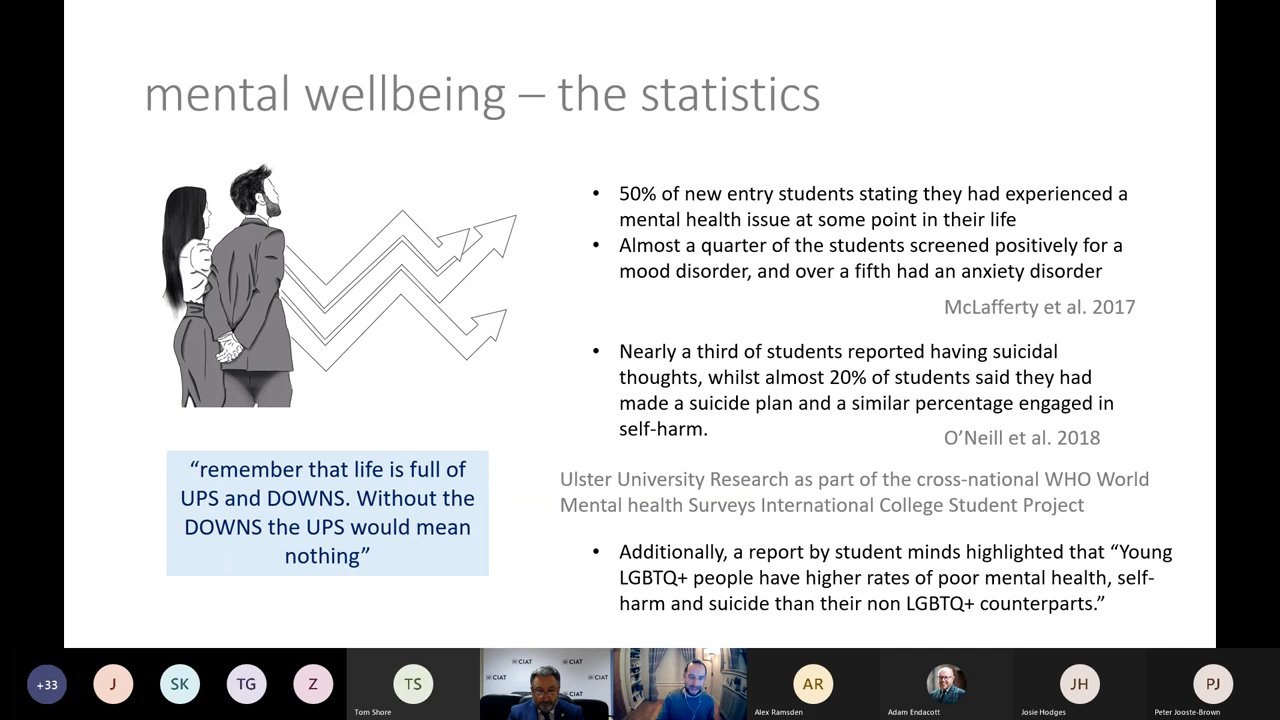 mental wellbeing – the statistics
• 50% of new entry students stating they had experienced a
mental health issue at some point in their life
• Almost a quarter of the students screened positively for a
mood disorder, and over a fifth had an anxiety disorder
McLafferty et al. 2017
• Nearly a third of students reported having suicidal
thoughts, whilst almost 20% of students said they had
made a suicide plan and a similar percentage engaged in
self-harm.
O’Neill et al. 2018
“remember that life is full of
UPS and DOWNS. Without the
DOWNS the UPS would mean
nothing”
Ulster University Research as part of the cross-national WHO World
Mental health Surveys International College Student Project
• Additionally, a report by student minds highlighted that “Young
LGBTQ+ people have higher rates of poor mental health, self-
harm and suicide than their non LGBTQ+ counterparts.”
+33
J
SK
TG
Z
TS
Tom Shore
CIAT
CIAT
CIAT
CIAT
CIAT
AR
Alex Ramsden
Adam Endacott
JH
Josie Hodges
PJ
Peter Jooste-Brown